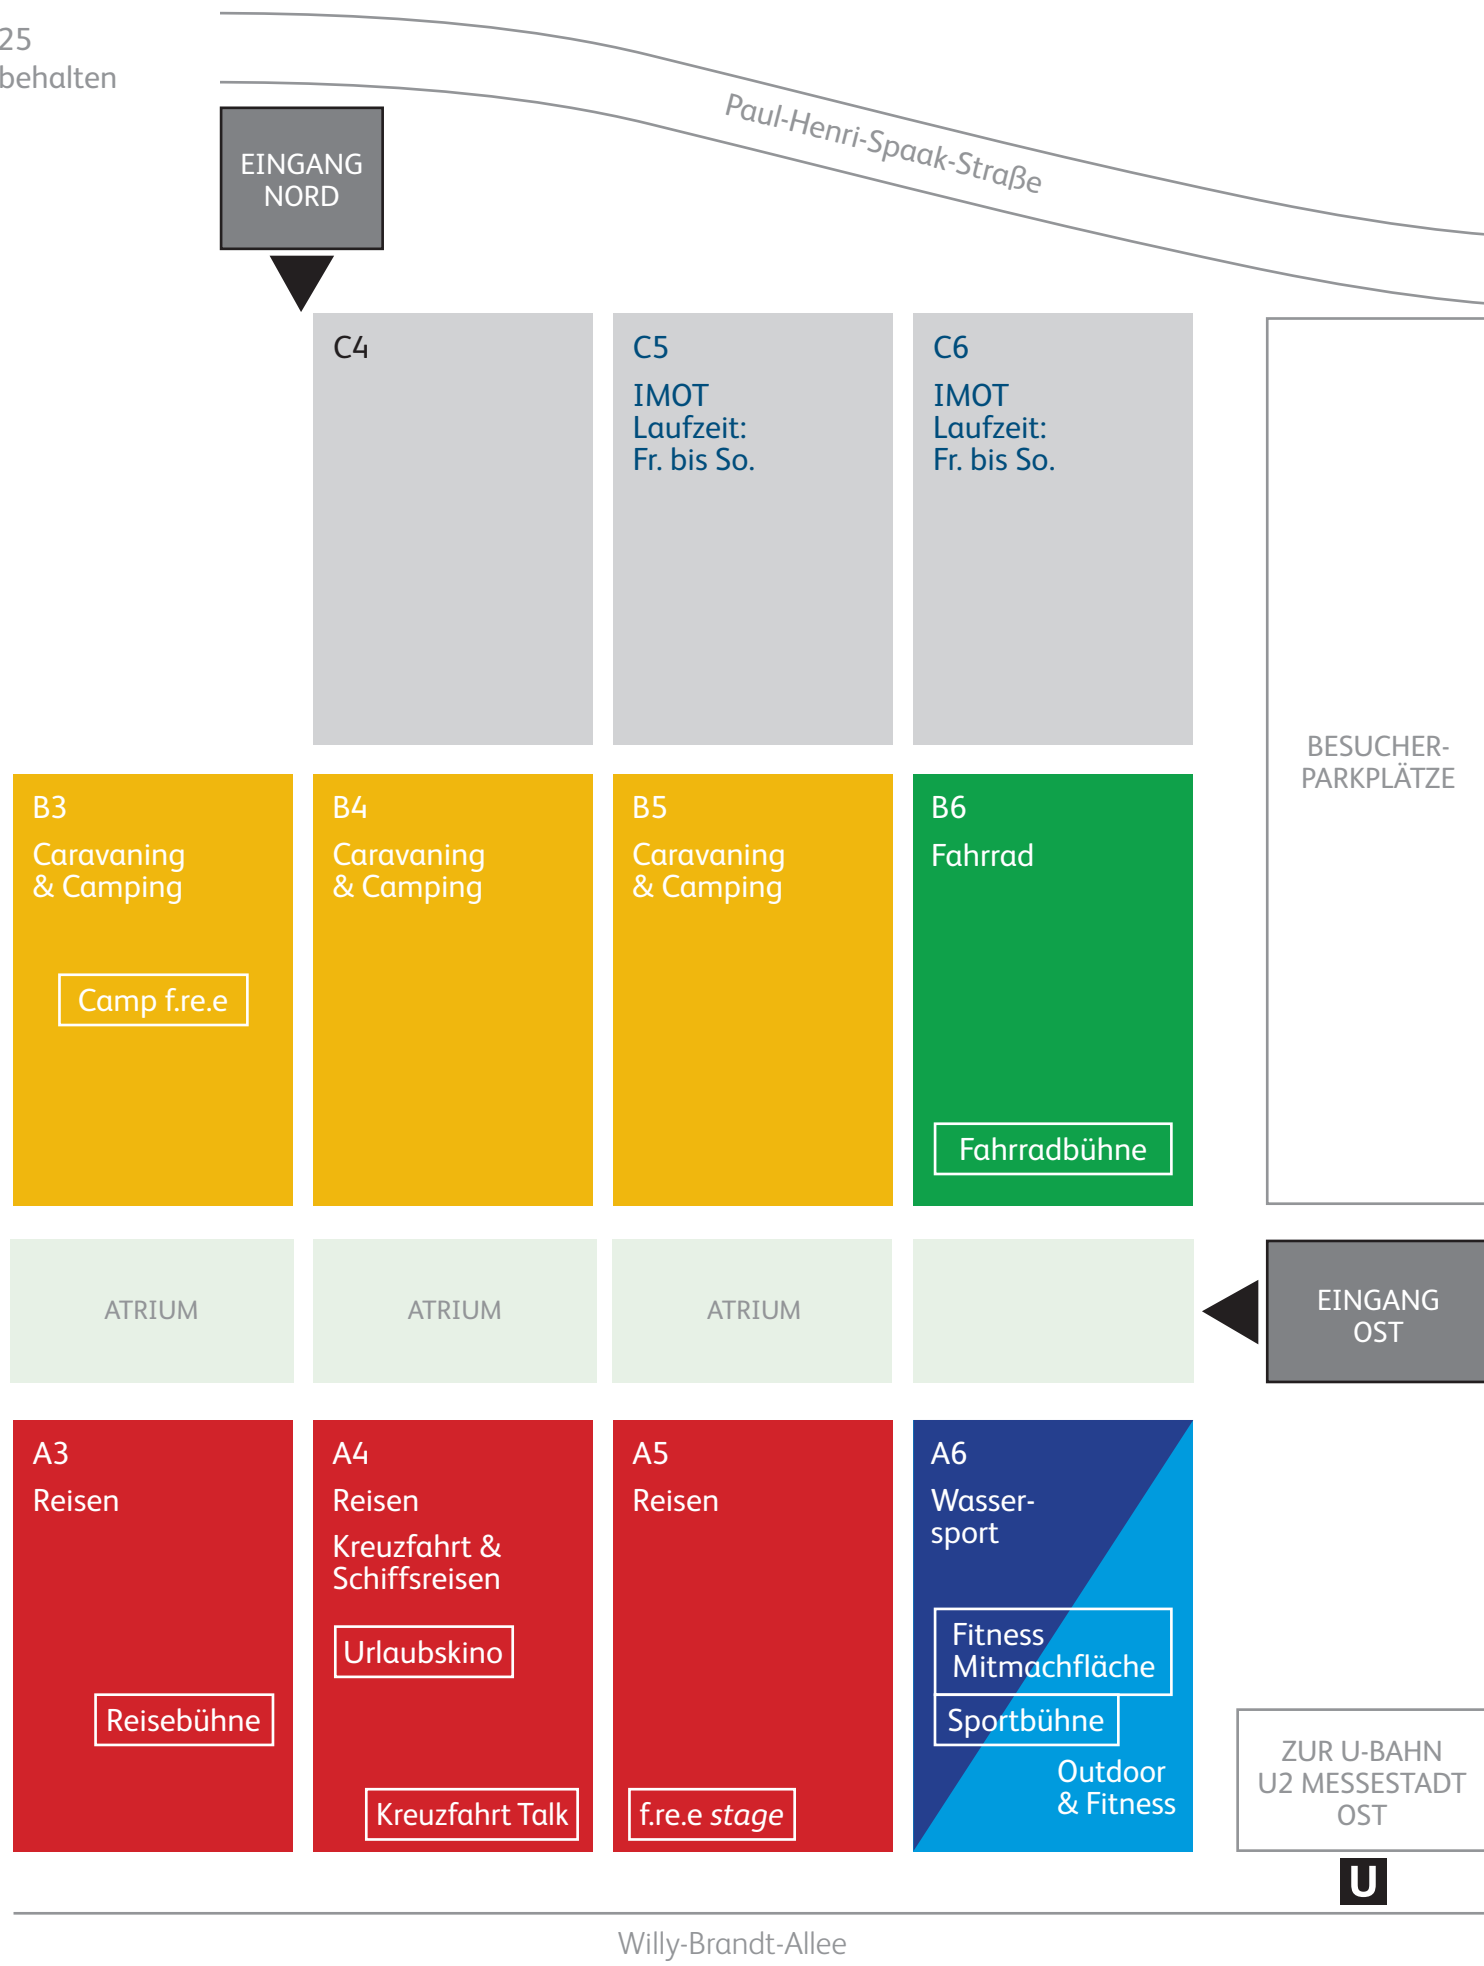 25
behalten
Paul-Henri-Spaak-Straße
EINGANG
NORD
C4
C5
IMOT
Laufzeit:
Fr. bis So.
C6
IMOT
Laufzeit:
Fr. bis So.
BESUCHER-
PARKPLÄTZE
B3
Caravaning
& Camping
Camp f.re.e
B4
Caravaning
& Camping
B5
Caravaning
& Camping
B6
Fahrrad
Fahrradbühne
ATRIUM
ATRIUM
ATRIUM
EINGANG
OST
A3
Reisen
Reisebühne
A4
Reisen
Kreuzfahrt &
Schiffsreisen
Urlaubskino
Kreuzfahrt Talk
A5
Reisen
f.re.e stage
A6
Wasser-
sport
Fitness
Mitmachfläche
Sportbühne
Outdoor
& Fitness
ZUR U-BAHN
U2 MESSESTADT
OST
U
Willy-Brandt-Allee